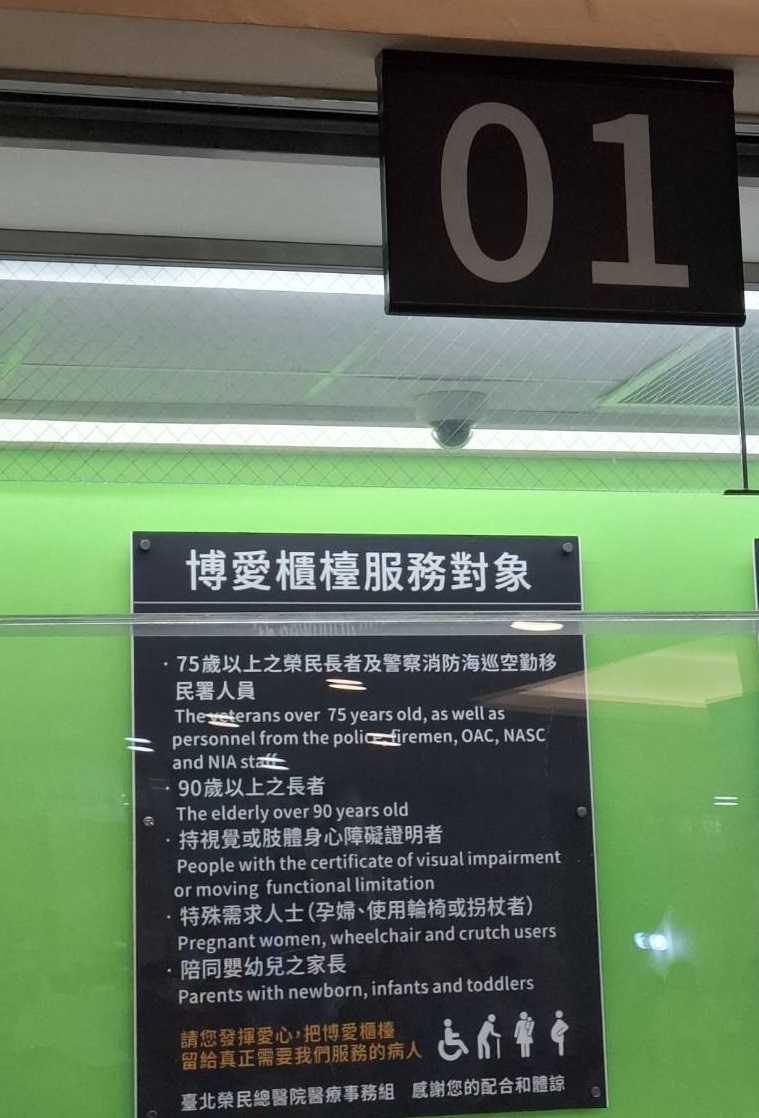 01
博愛櫃檯服務對象
·75歲以上之榮民長者及警察消防海巡空勤移
民署人員
The veterans over 75 years old, as well as
personnel from the police, firemen, OAC, NASC
and NIA staff
·90歲以上之長者
The elderly over 90 years old
·持視覺或肢體身心障礙證明者
People with the certificate of visual impairment
or moving functional limitation
·特殊需求人士(孕婦、使用輪椅或拐杖者)
Pregnant women, wheelchair and crutch users
·陪同嬰幼兒之家長
Parents with newborn, infants and toddlers
請您發揮愛心,把博愛櫃檯
留給真正需要我們服務的病人
臺北榮民總醫院醫療事務組 感謝您的配合和體諒